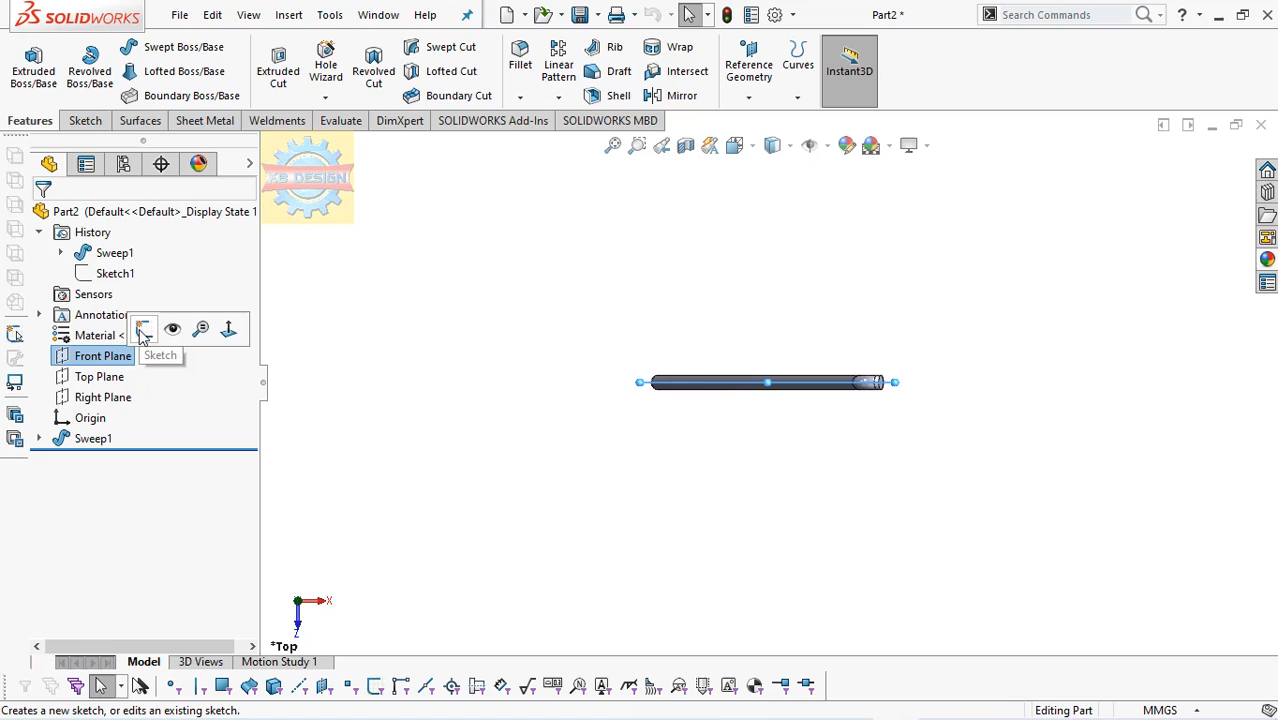 SOLIDWORKS File Edit View Insert Tools Window Help Part2 * Search Commands ?
Extruded Boss/Base Revolved Boss/Base Swept Boss/Base Lofted Boss/Base Boundary Boss/Base Extruded Cut Hole Wizard Revolved Cut Swept Cut Lofted Cut Boundary Cut Fillet Linear Pattern Rib Draft Shell Wrap Intersect Mirror Reference Geometry Curves Instant3D
Features Sketch Surfaces Sheet Metal Weldments Evaluate DimXpert SOLIDWORKS Add-Ins SOLIDWORKS MBD
KB DESIGN
Part2 (Default<<Default>_Display State 1
History
Sweep1
Sketch1
Sensors
Annotation
Material <
Sketch
Front Plane
Top Plane
Right Plane
Origin
Sweep1
X
Z
*Top
Model 3D Views Motion Study 1
Creates a new sketch, or edits an existing sketch. Editing Part MMGS